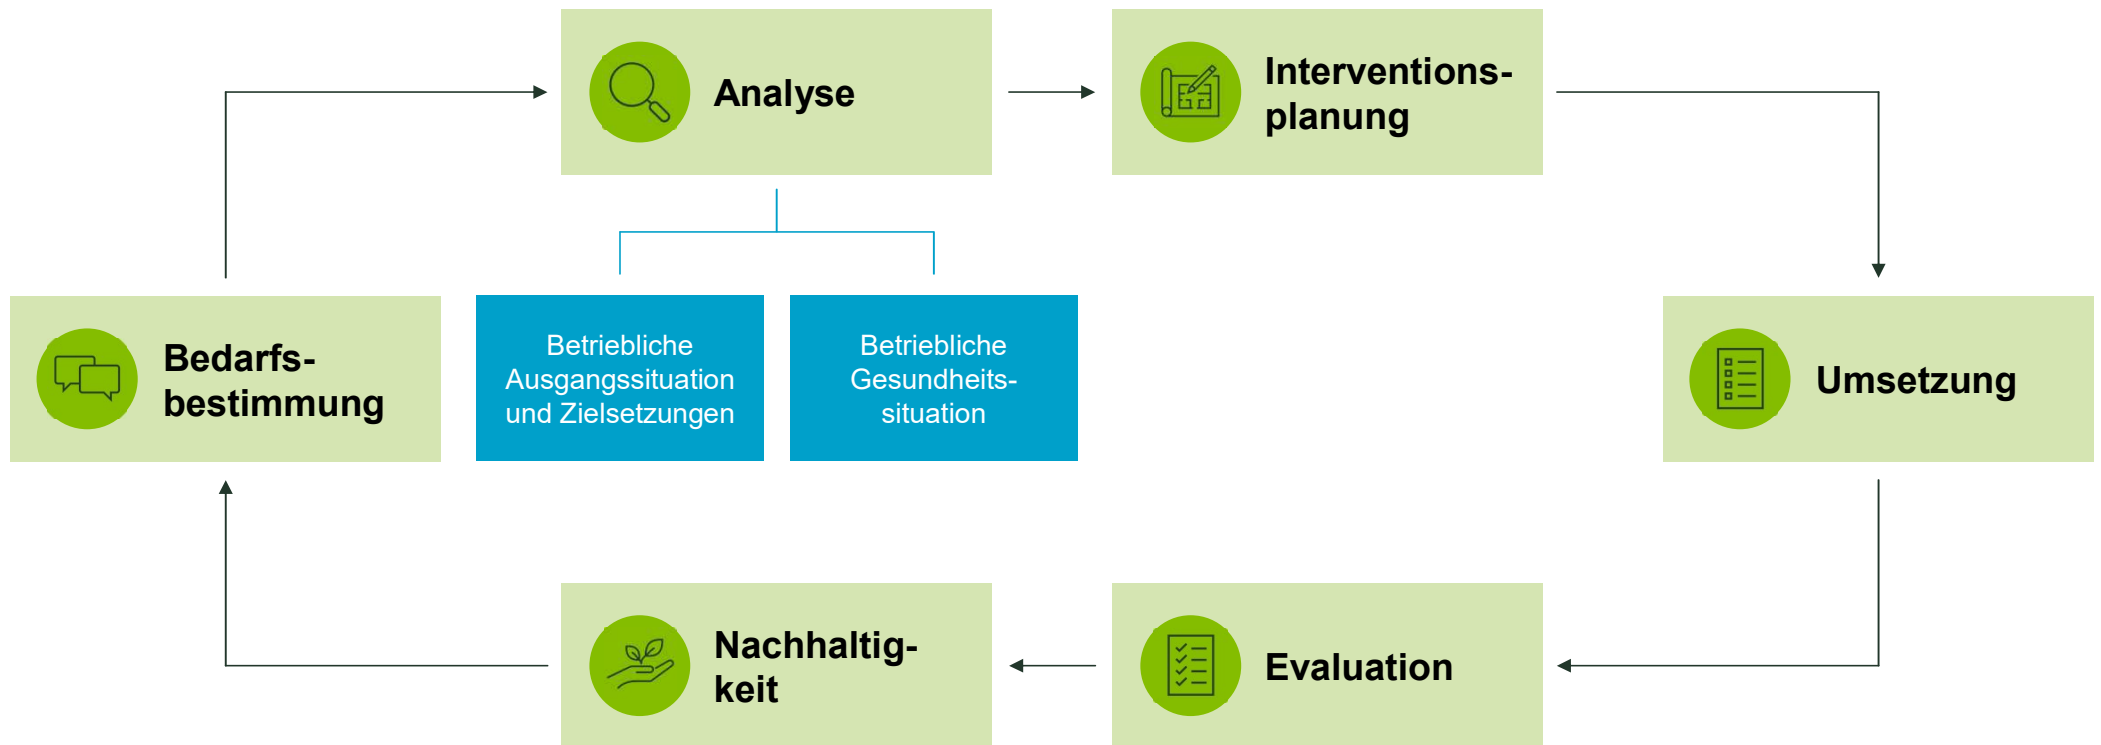 Analyse
Interventions-
planung
Bedarfs-
bestimmung
Betriebliche
Ausgangssituation
und Zielsetzungen
Betriebliche
Gesundheits-
situation
Umsetzung
Nachhaltig-
keit
Evaluation